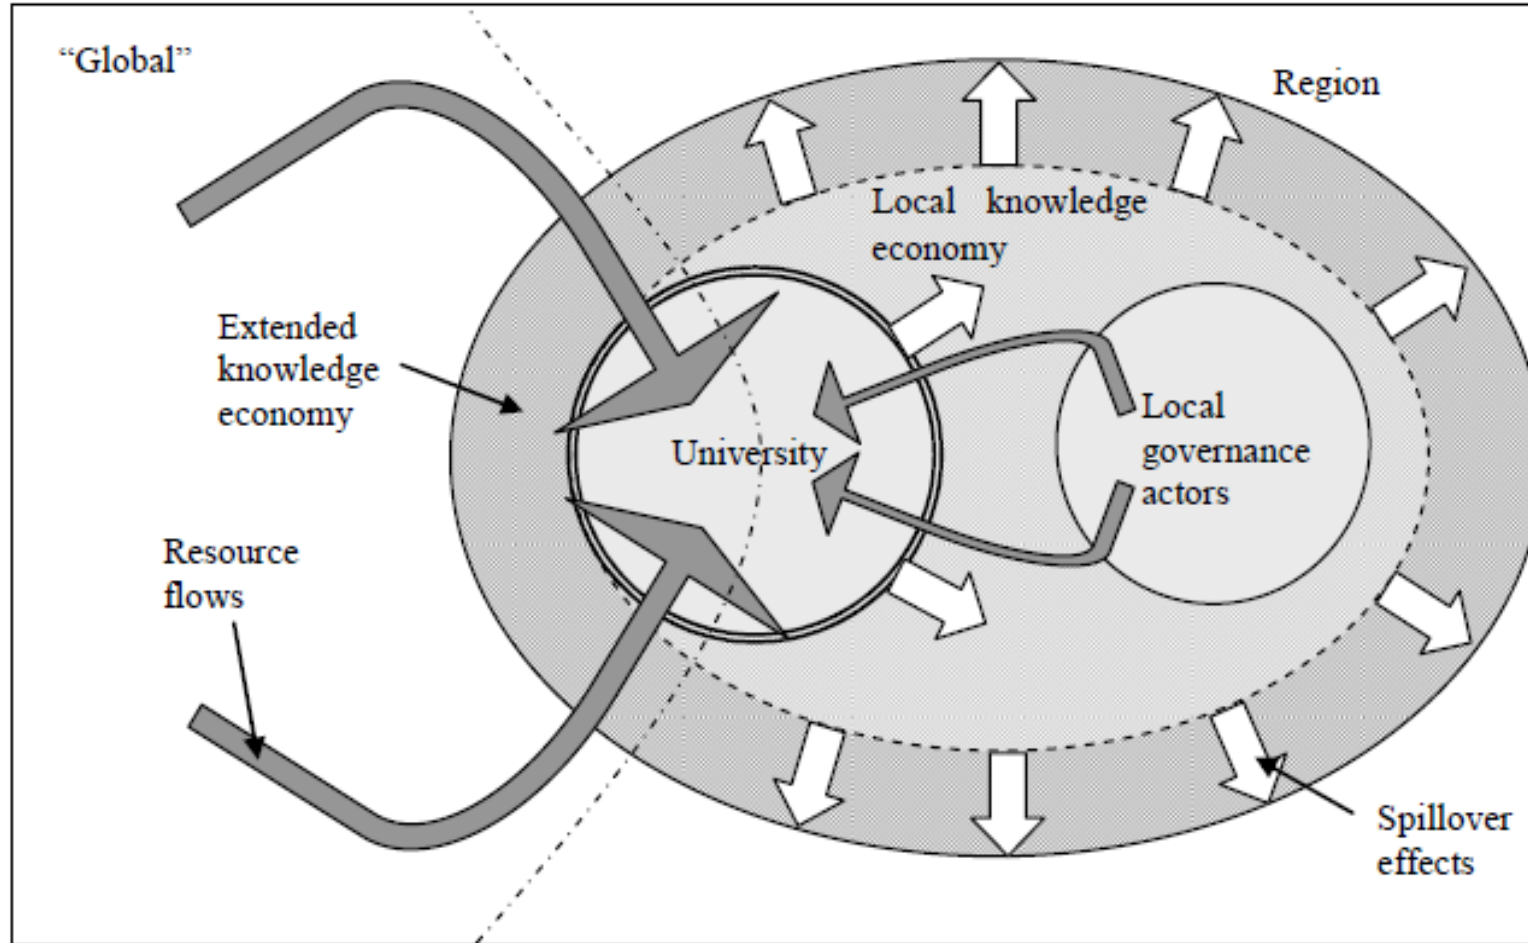 “Global”
Region
Local knowledge
economy
Extended
knowledge
economy
University
Local
governance
actors
Resource
flows
Spillover
effects